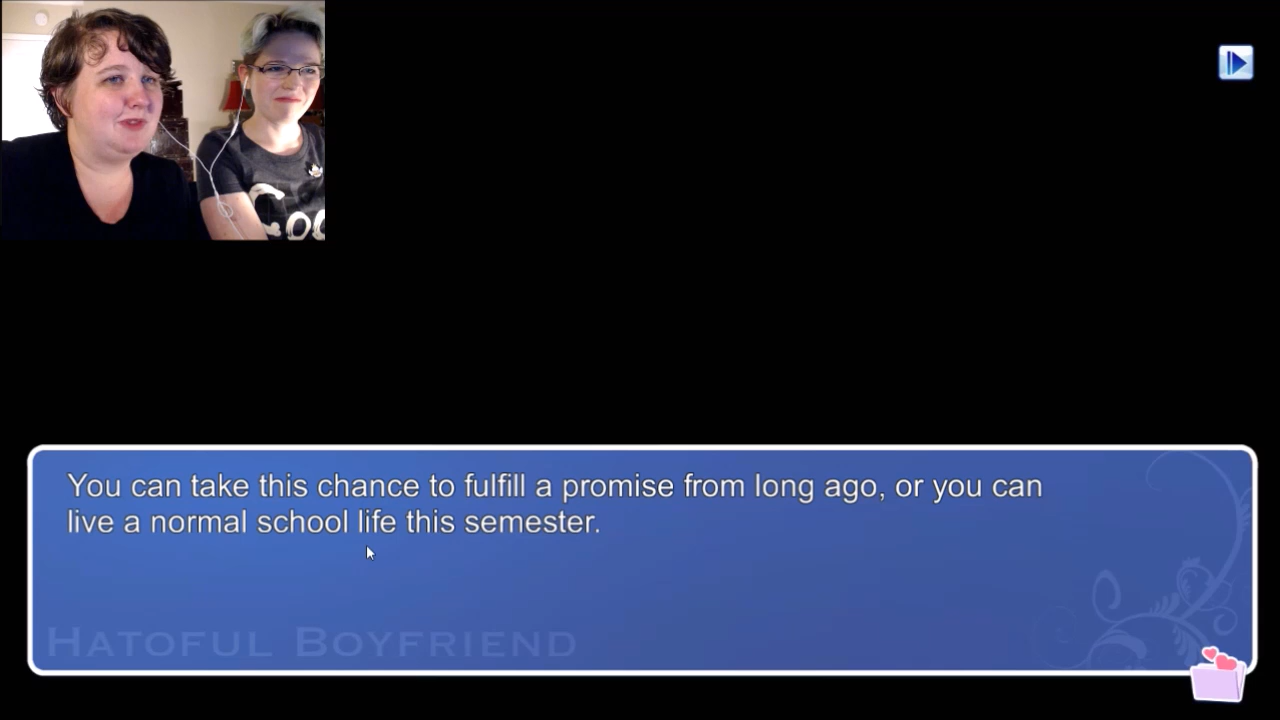 You can take this chance to fulfill a promise from long ago, or you can
live a normal school life this semester.
HATOFUL BOYFRIEND